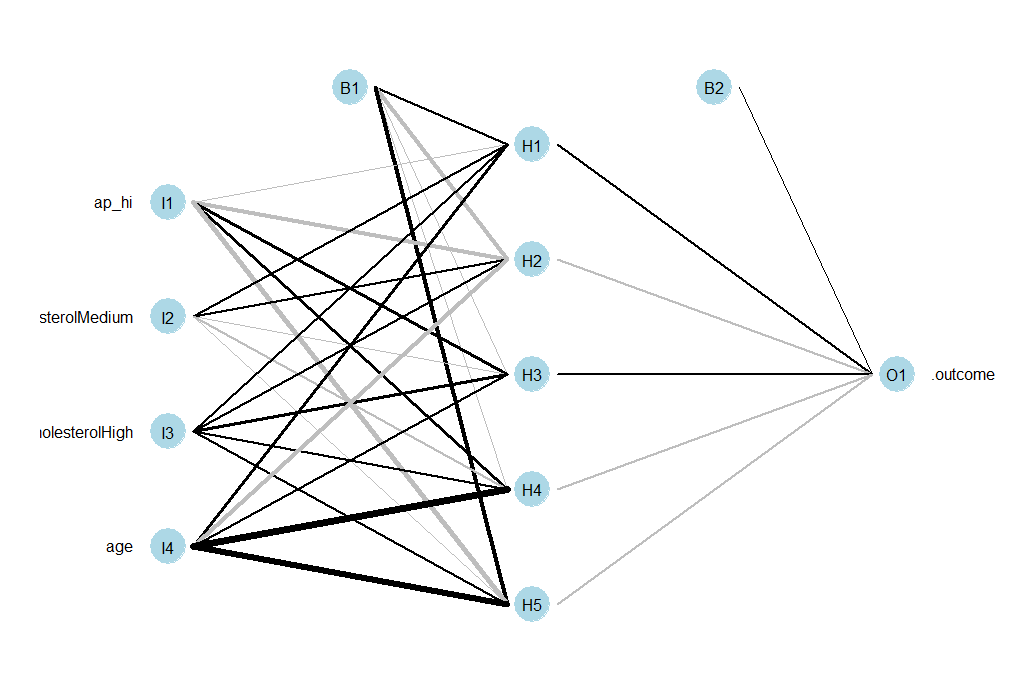 B1
B2
H1
ap_hi I1
H2
sterolMedium I2
H3
O1 .outcome
olesterolHigh I3
H4
age I4
H5